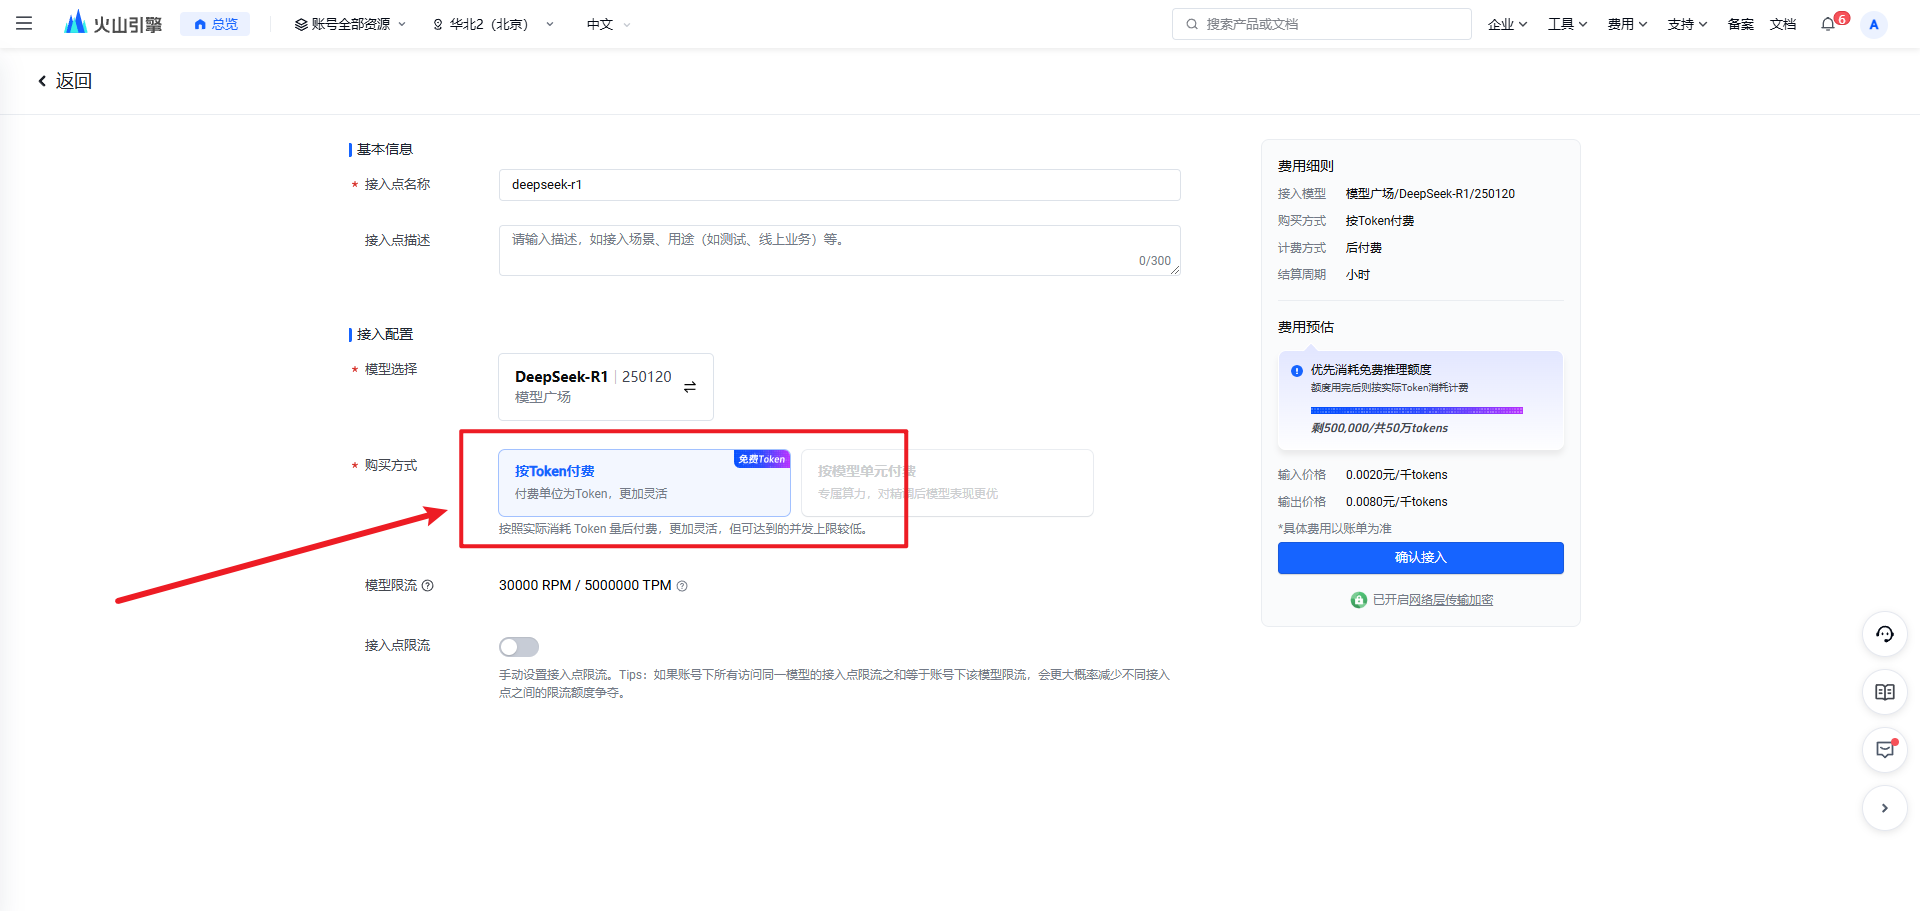 火山引擎
总览
账号全部资源
华北2（北京）
中文
搜索产品或文档
企业
工具
费用
支持
备案
文档
6
A
返回
基本信息
* 接入点名称
deepseek-r1
接入点描述
请输入描述，如接入场景、用途（如测试、线上业务）等。
0/300
接入配置
* 模型选择
DeepSeek-R1 | 250120
模型广场
* 购买方式
按Token付费
免费Token
付费单位为Token，更加灵活
按模型单元付费
专属算力，对精调后模型表现更优
按照实际消耗 Token 量后付费，更加灵活，但可达到的并发上限较低。
模型限流
30000 RPM / 5000000 TPM
接入点限流
手动设置接入点限流。Tips：如果账号下所有访问同一模型的接入点限流之和等于账号下该模型限流，会更大概率减少不同接入
点之间的限流额度争夺。
费用细则
接入模型 模型广场/DeepSeek-R1/250120
购买方式 按Token付费
计费方式 后付费
结算周期 小时
费用预估
优先消耗免费推理额度
额度用完后则按实际Token消耗计费
剩500,000/共50万tokens
输入价格 0.0020元/千tokens
输出价格 0.0080元/千tokens
*具体费用以账单为准
确认接入
已开启网络层传输加密